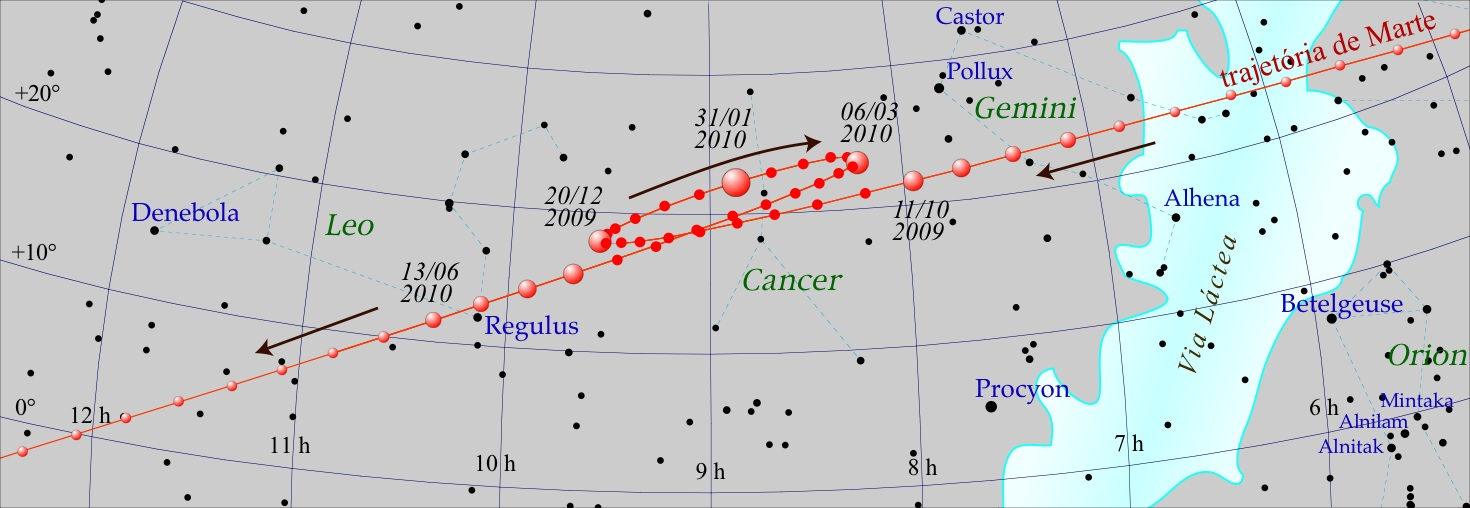 Castor
trajetória de Marte
Pollux
+20°
Gemini
31/01
2010
06/03
2010
20/12
2009
Alhena
Denebola
Leo
11/10
2009
+10°
13/06
2010
Cancer
Via Láctea
Betelgeuse
Regulus
Orion
Procyon
0°
12 h
Mintaka
6 h
Alnilam
11 h
7 h
Alnitak
10 h
9 h
8 h